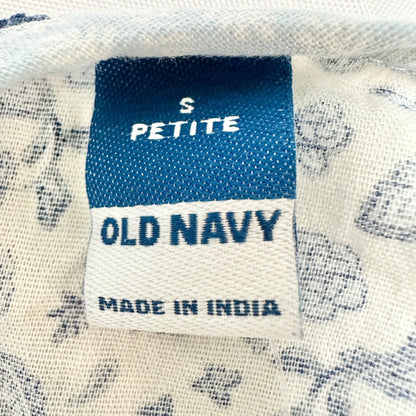 S
PETITE
OLD NAVY
MADE IN INDIA